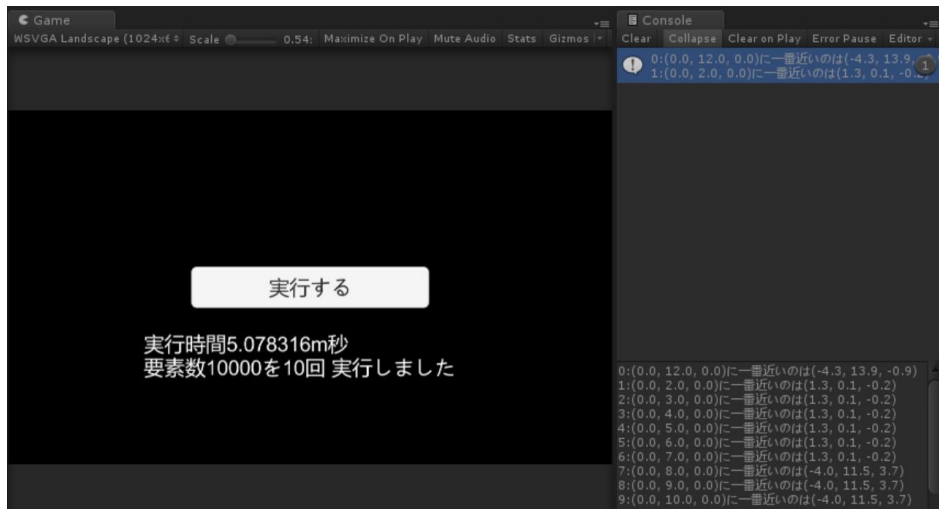 Game
WSVGA Landscape (1024x6 Scale 0.54: Maximize On Play Mute Audio Stats Gizmos
実行する
実行時間5.078316m秒
要素数10000を10回 実行しました
Console
Clear Collapse Clear on Play Error Pause Editor
0:(0.0, 12.0, 0.0)に一番近いのは(-4.3, 13.9,
1:(0.0, 2.0, 0.0)に一番近いのは(1.3, 0.1, -0.2)
1
0:(0.0, 12.0, 0.0)に一番近いのは(-4.3, 13.9, -0.9)
1:(0.0, 2.0, 0.0)に一番近いのは(1.3, 0.1, -0.2)
2:(0.0, 3.0, 0.0)に一番近いのは(1.3, 0.1, -0.2)
3:(0.0, 4.0, 0.0)に一番近いのは(1.3, 0.1, -0.2)
4:(0.0, 5.0, 0.0)に一番近いのは(1.3, 0.1, -0.2)
5:(0.0, 6.0, 0.0)に一番近いのは(1.3, 0.1, -0.2)
6:(0.0, 7.0, 0.0)に一番近いのは(1.3, 0.1, -0.2)
7:(0.0, 8.0, 0.0)に一番近いのは(-4.0, 11.5, 3.7)
8:(0.0, 9.0, 0.0)に一番近いのは(-4.0, 11.5, 3.7)
9:(0.0, 10.0, 0.0)に一番近いのは(-4.0, 11.5, 3.7)